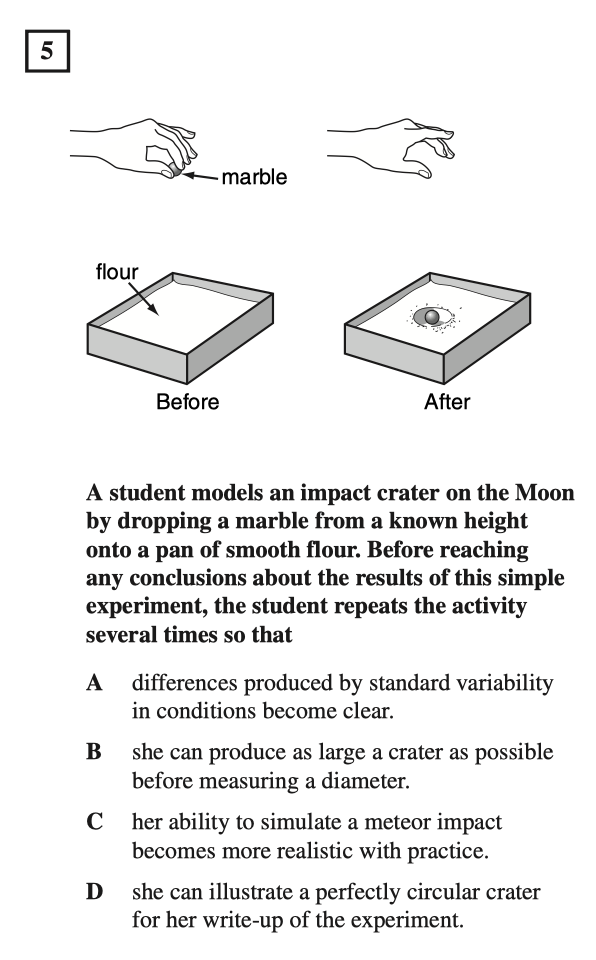 5
marble
flour
Before
After
A student models an impact crater on the Moon
by dropping a marble from a known height
onto a pan of smooth flour. Before reaching
any conclusions about the results of this simple
experiment, the student repeats the activity
several times so that
A differences produced by standard variability
in conditions become clear.
B she can produce as large a crater as possible
before measuring a diameter.
C her ability to simulate a meteor impact
becomes more realistic with practice.
D she can illustrate a perfectly circular crater
for her write-up of the experiment.